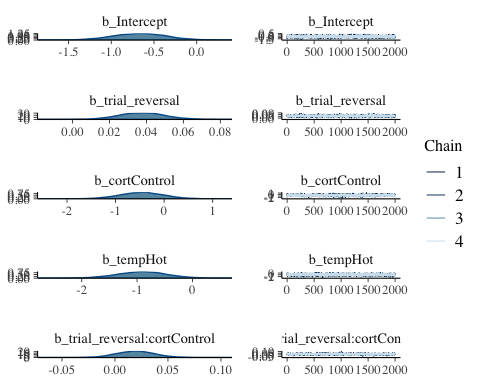 b_Intercept b_Intercept
-1.5 -1.0 -0.5 0.0 0 500 1000 1500 2000
b_trial_reversal b_trial_reversal
0.00 0.02 0.04 0.06 0.08 0 500 1000 1500 2000
Chain
1
2
3
4
b_cortControl b_cortControl
-2 -1 0 1 0 500 1000 1500 2000
b_tempHot b_tempHot
-2 -1 0 0 500 1000 1500 2000
b_trial_reversal:cortControl rial_reversal:cortCon
-0.05 0.00 0.05 0.10 0 500 1000 1500 2000